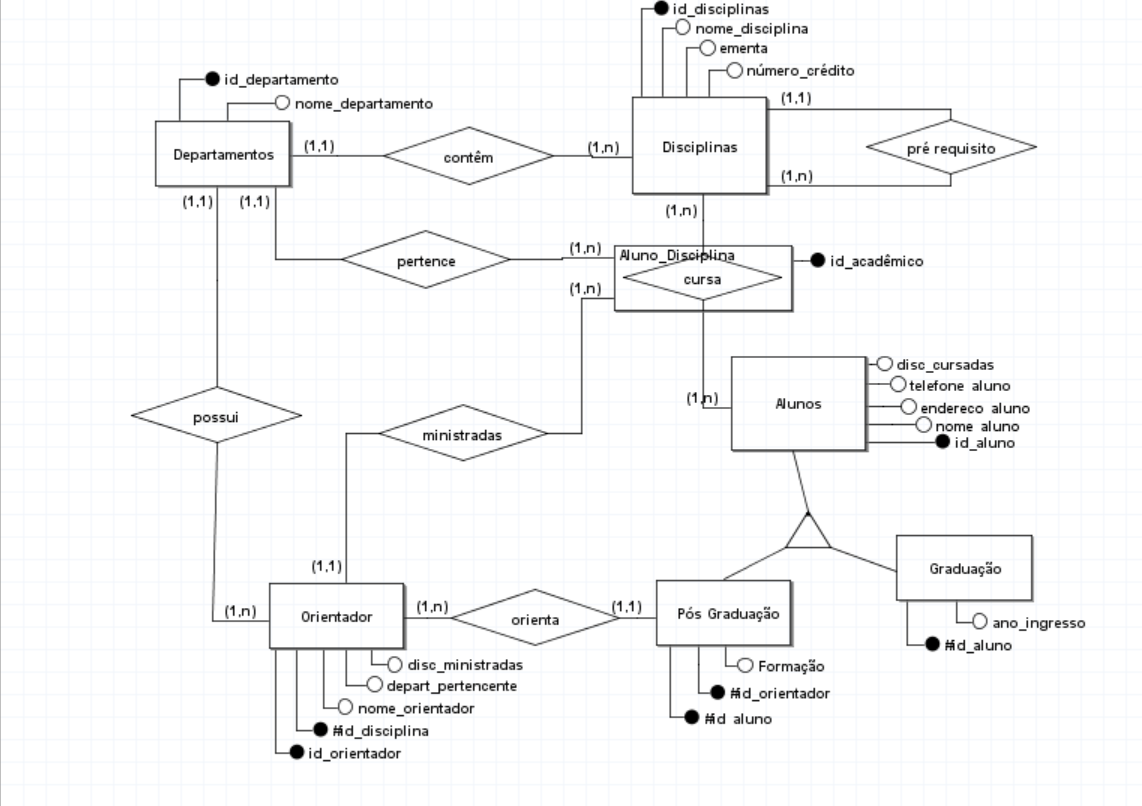 id_disciplinas
nome_disciplina
ementa
número_crédito
id_departamento
nome_departamento
Departamentos
(1,1)
contêm
(1,n)
Disciplinas
(1,1)
pré requisito
(1,n)
(1,1)
(1,1)
(1,n)
pertence
(1,n)
Aluno_Disciplina
cursa
id_acadêmico
(1,n)
possui
ministradas
(1,n)
Alunos
disc_cursadas
telefone aluno
endereco aluno
nome aluno
id_aluno
(1,1)
(1,n)
Orientador
(1,n)
orienta
(1,1)
Pós Graduação
Graduação
ano_ingresso
#id_aluno
disc_ministradas
depart_pertencente
nome_orientador
#id_disciplina
id_orientador
Formação
#id_orientador
#id aluno